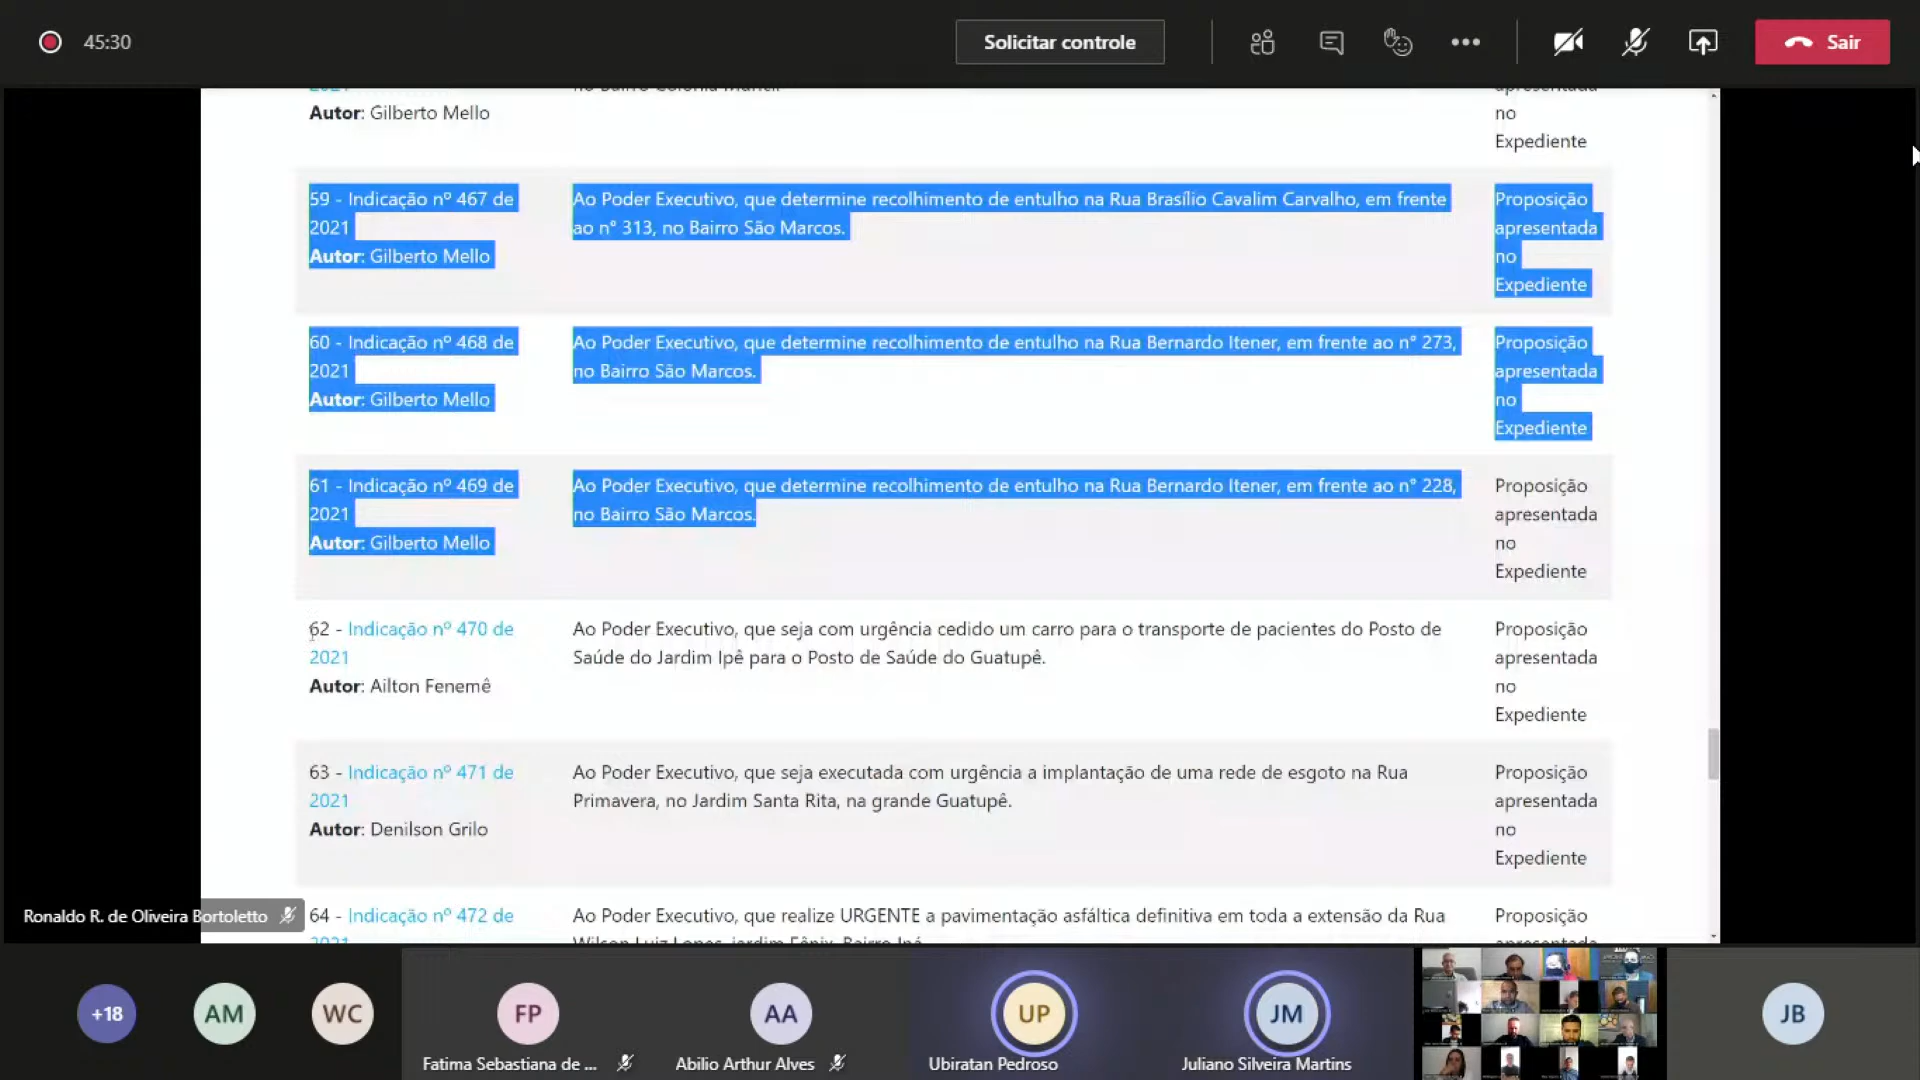 45:30
Solicitar controle
Sair
Autor: Gilberto Mello
no
Expediente
59 - Indicação nº 467 de
2021
Autor: Gilberto Mello
Ao Poder Executivo, que determine recolhimento de entulho na Rua Brasílio Cavalim Carvalho, em frente
ao n° 313, no Bairro São Marcos.
Proposição
apresentada
no
Expediente
60 - Indicação nº 468 de
2021
Autor: Gilberto Mello
Ao Poder Executivo, que determine recolhimento de entulho na Rua Bernardo Itener, em frente ao n° 273,
no Bairro São Marcos.
Proposição
apresentada
no
Expediente
61 - Indicação nº 469 de
2021
Autor: Gilberto Mello
Ao Poder Executivo, que determine recolhimento de entulho na Rua Bernardo Itener, em frente ao n° 228,
no Bairro São Marcos.
Proposição
apresentada
no
Expediente
62 - Indicação nº 470 de
2021
Autor: Ailton Fenemê
Ao Poder Executivo, que seja com urgência cedido um carro para o transporte de pacientes do Posto de
Saúde do Jardim Ipê para o Posto de Saúde do Guatupê.
Proposição
apresentada
no
Expediente
63 - Indicação nº 471 de
2021
Autor: Denilson Grilo
Ao Poder Executivo, que seja executada com urgência a implantação de uma rede de esgoto na Rua
Primavera, no Jardim Santa Rita, na grande Guatupê.
Proposição
apresentada
no
Expediente
64 - Indicação nº 472 de
Ao Poder Executivo, que realize URGENTE a pavimentação asfáltica definitiva em toda a extensão da Rua
Proposição
Ronaldo R. de Oliveira Bortoletto
+18
AM
WC
FP
Fatima Sebastiana de ...
AA
Abilio Arthur Alves
UP
Ubiratan Pedroso
JM
Juliano Silveira Martins
JB